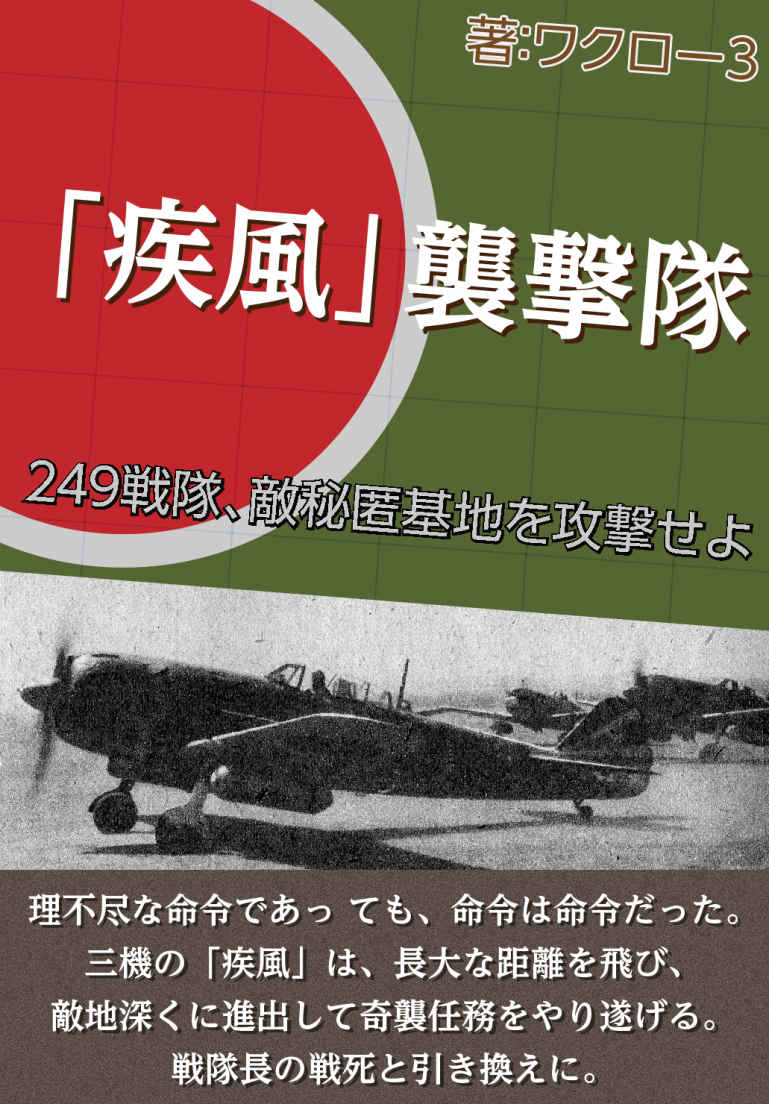 著:ワクロー3
「疾風」襲撃隊
249戦隊、敵秘匿基地を攻撃せよ
理不尽な命令であっ ても、命令は命令だった。
三機の「疾風」は、長大な距離を飛び、
敵地深くに進出して奇襲任務をやり遂げる。
戦隊長の戦死と引き換えに。